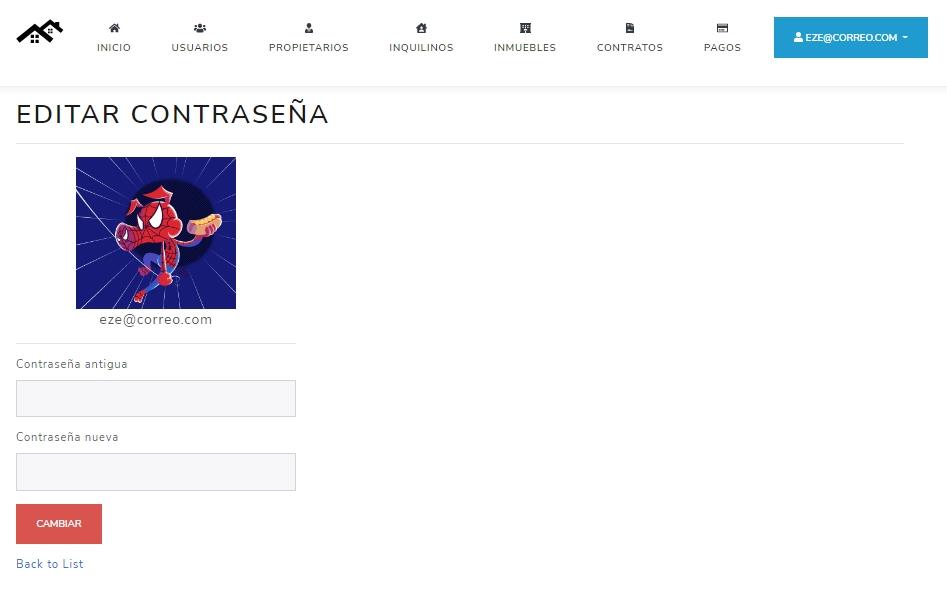 INICIO USUARIOS PROPIETARIOS INQUILINOS INMUEBLES CONTRATOS PAGOS EZE@CORREO.COM
EDITAR CONTRASEÑA
eze@correo.com
Contraseña antigua
Contraseña nueva
CAMBIAR
Back to List